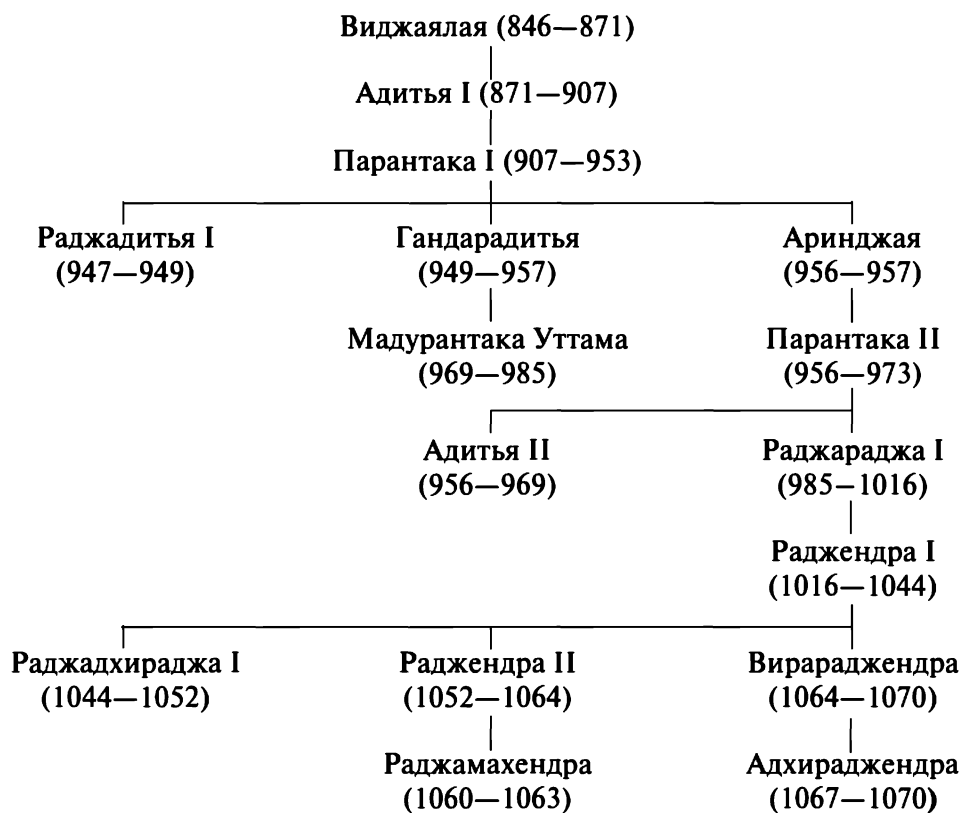 Виджаялая (846—871)
Адитья I (871—907)
Парантака I (907—953)
Раджадитья I
(947—949)
Гандарадитья
(949—957)
Аринджая
(956—957)
Мадурантака Уттама
(969—985)
Парантака II
(956—973)
Адитья II
(956—969)
Раджараджа I
(985—1016)
Раджендра I
(1016—1044)
Раджадхираджа I
(1044—1052)
Раджендра II
(1052—1064)
Вирараджендра
(1064—1070)
Раджамахендра
(1060—1063)
Адхираджендра
(1067—1070)